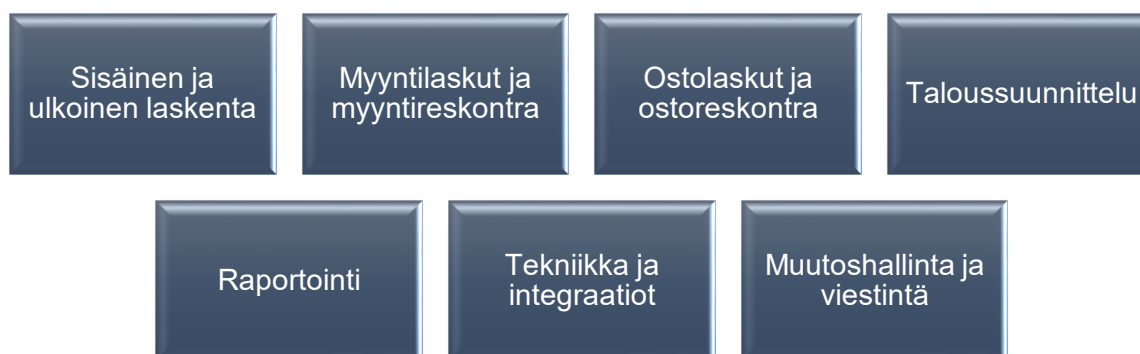 Sisäinen ja
ulkoinen laskenta
Myyntilaskut ja
myyntireskontra
Ostolaskut ja
ostoreskontra
Taloussuunnittelu
Raportointi
Tekniikka ja
integraatiot
Muutoshallinta ja
viestintä